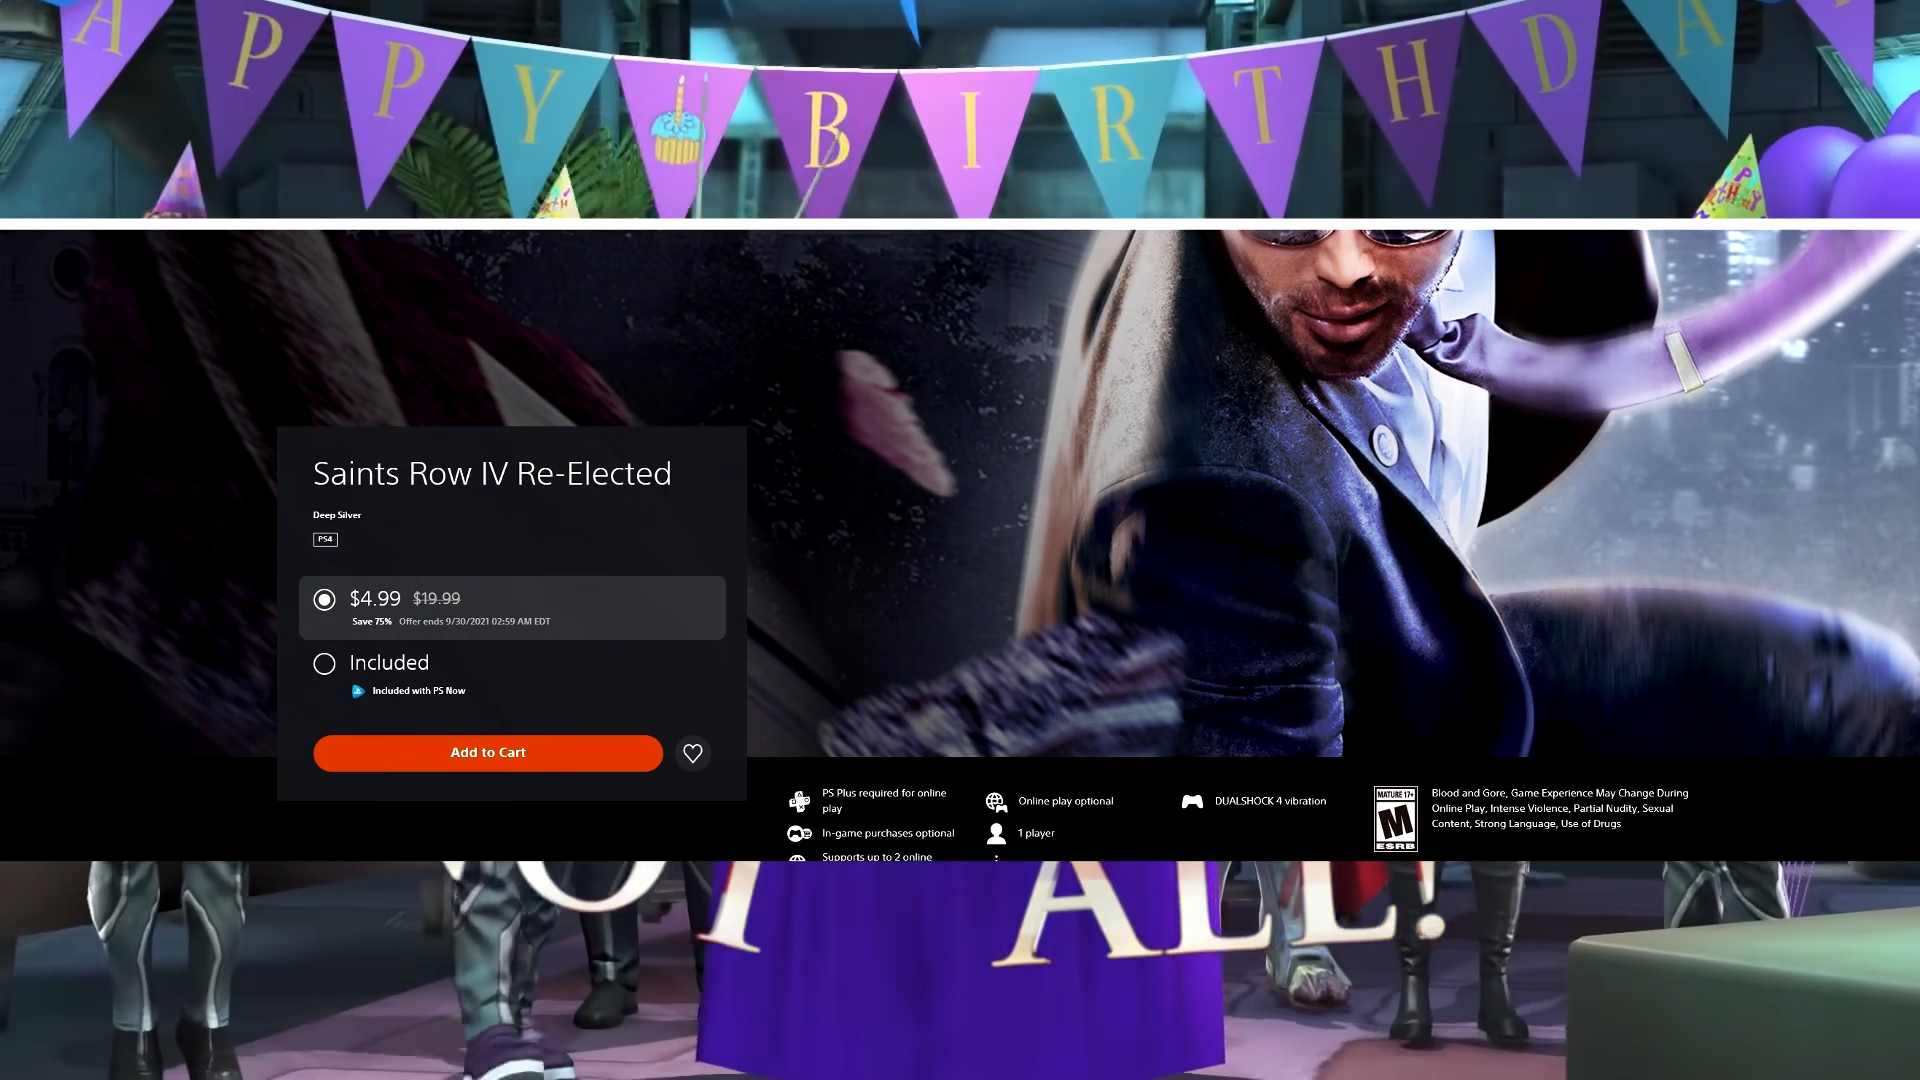 APPY BIRTHDA
Saints Row IV Re-Elected
Deep Silver
PS4
$4.99 $19.99
Save 75% Offer ends 9/30/2021 02:59 AM EDT
Included
Included with PS Now
Add to Cart
PS Plus required for online
play
In-game purchases optional
Supports up to 2 online
Online play optional
1 player
DUALSHOCK 4 vibration
MATURE 17+
M
ESRB
Blood and Gore, Game Experience May Change During
Online Play, Intense Violence, Partial Nudity, Sexual
Content, Strong Language, Use of Drugs
ALL!